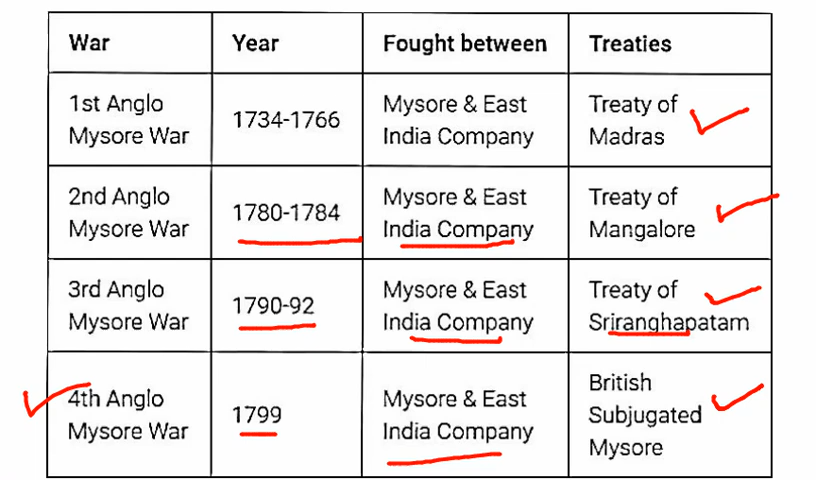 War
Year
Fought between
Treaties
1st Anglo
Mysore War
1734-1766
Mysore & East
India Company
Treaty of
Madras
2nd Anglo
Mysore War
1780-1784
Mysore & East
India Company
Treaty of
Mangalore
3rd Anglo
Mysore War
1790-92
Mysore & East
India Company
Treaty of
Sriranghapatam
4th Anglo
Mysore War
1799
Mysore & East
India Company
British
Subjugated
Mysore